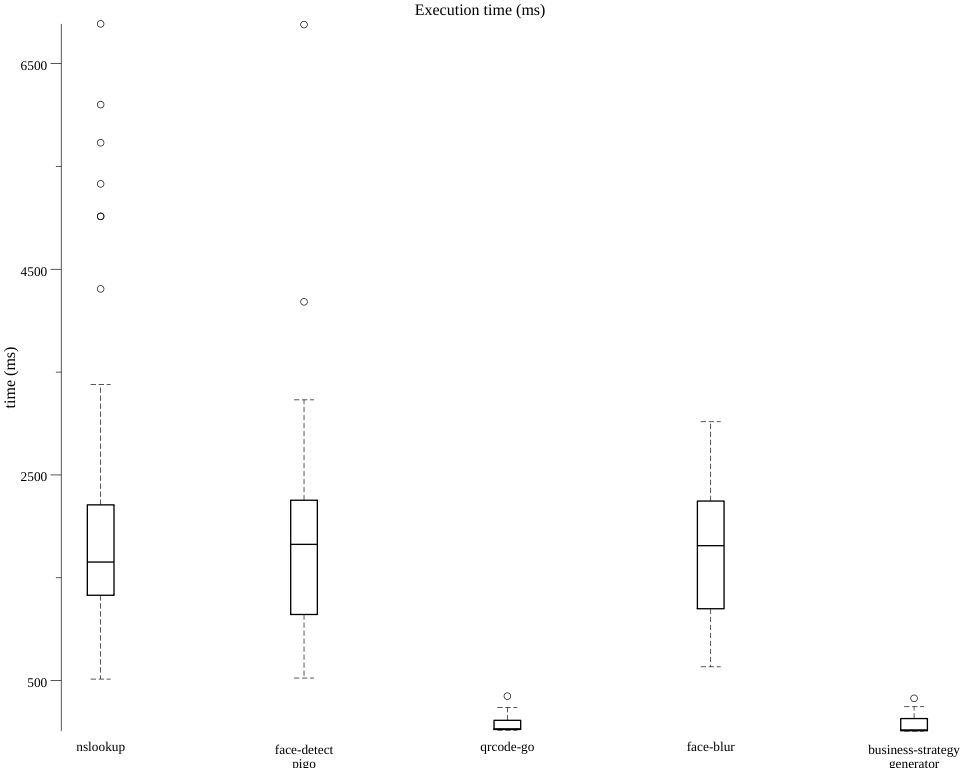 Execution time (ms)
6500
4500
2500
500
time (ms)
nslookup
face-detect
pigo
qrcode-go
face-blur
business-strategy
generator